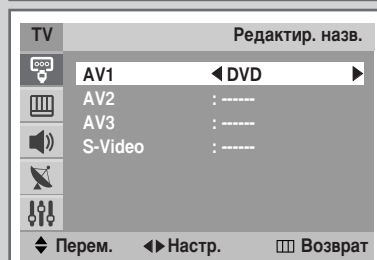 TV Редактир. назв.
AV1 ◀ DVD ▶
AV2 : ------
AV3 : ------
S-Video : ------
Перем. Настр. Возврат